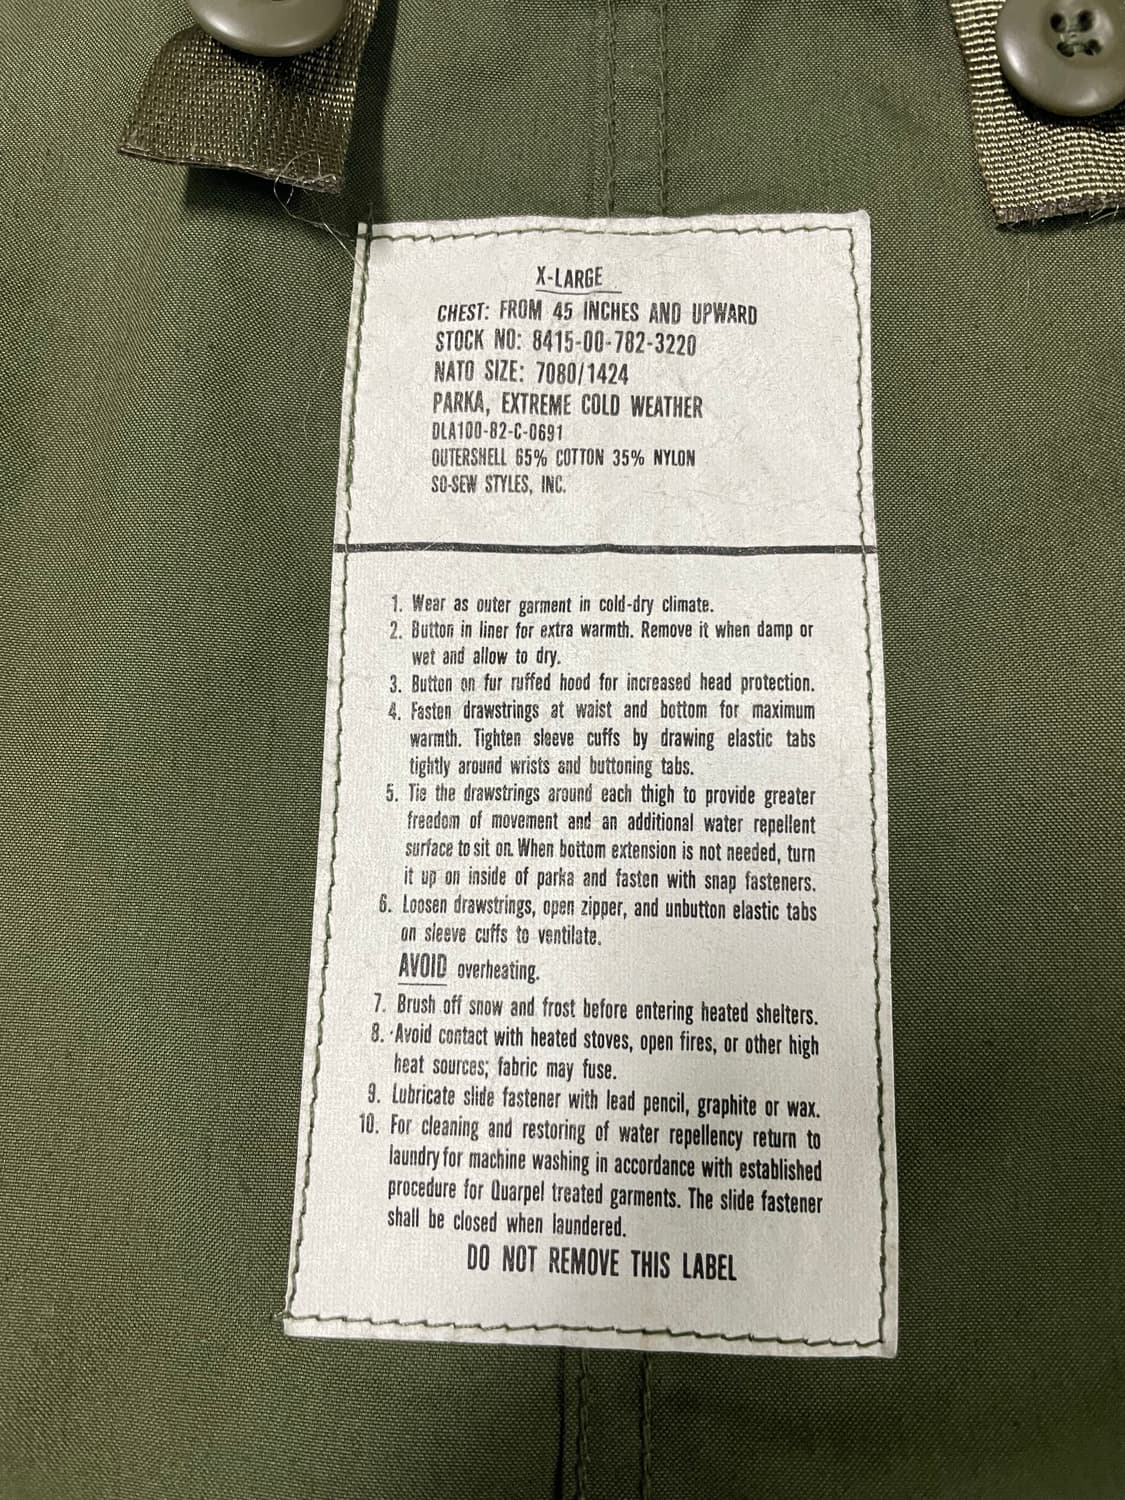 X-LARGE
CHEST: FROM 45 INCHES AND UPWARD
STOCK NO: 8415-00-782-3220
NATO SIZE: 7080/1424
PARKA, EXTREME COLD WEATHER
DLA100-82-C-0691
OUTERSHELL 65% COTTON 35% NYLON
SO-SEW STYLES, INC.
1. Wear as outer garment in cold-dry climate.
2. Button in liner for extra warmth. Remove it when damp or
wet and allow to dry.
3. Button on fur ruffed hood for increased head protection.
4. Fasten drawstrings at waist and bottom for maximum
warmth. Tighten sleeve cuffs by drawing elastic tabs
tightly around wrists and buttoning tabs.
5. Tie the drawstrings around each thigh to provide greater
freedom of movement and an additional water repellent
surface to sit on. When bottom extension is not needed, turn
it up on inside of parka and fasten with snap fasteners.
6. Loosen drawstrings, open zipper, and unbutton elastic tabs
on sleeve cuffs to ventilate.
AVOID overheating.
7. Brush off snow and frost before entering heated shelters.
8. Avoid contact with heated stoves, open fires, or other high
heat sources; fabric may fuse.
9. Lubricate slide fastener with lead pencil, graphite or wax.
10. For cleaning and restoring of water repellency return to
laundry for machine washing in accordance with established
procedure for Quarpel treated garments. The slide fastener
shall be closed when laundered.
DO NOT REMOVE THIS LABEL